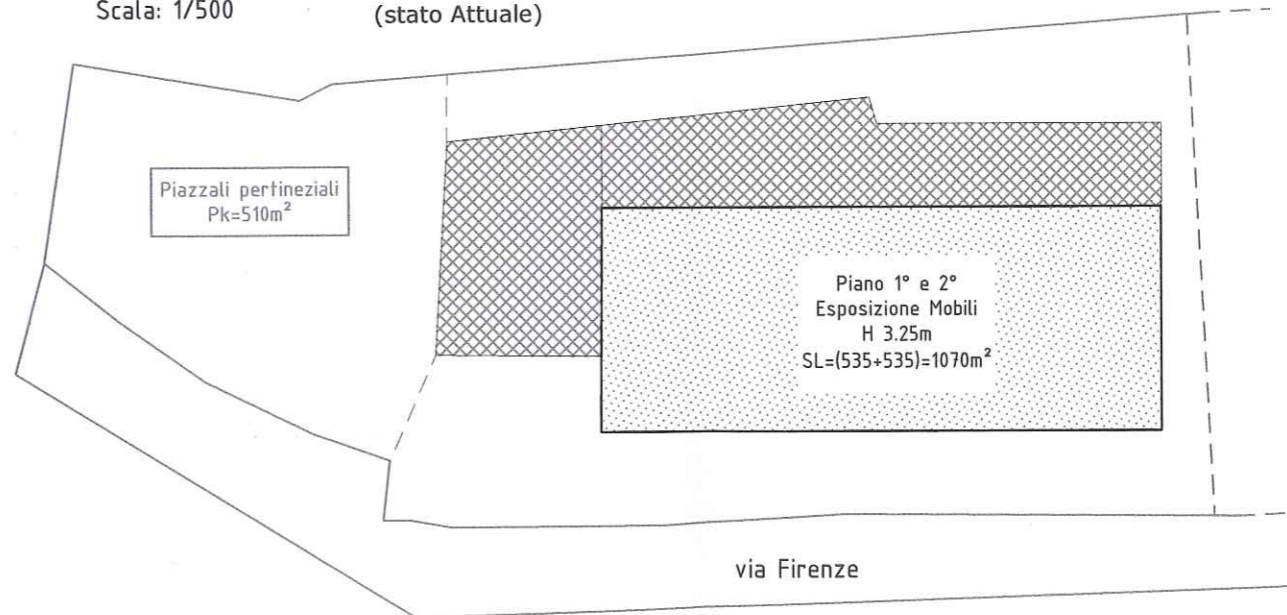 Scala: 1/500
(stato Attuale)
Piazzali pertineziali
Pk=510m²
Piano 1° e 2°
Esposizione Mobili
H 3.25m
SL=(535+535)=1070m²
via Firenze